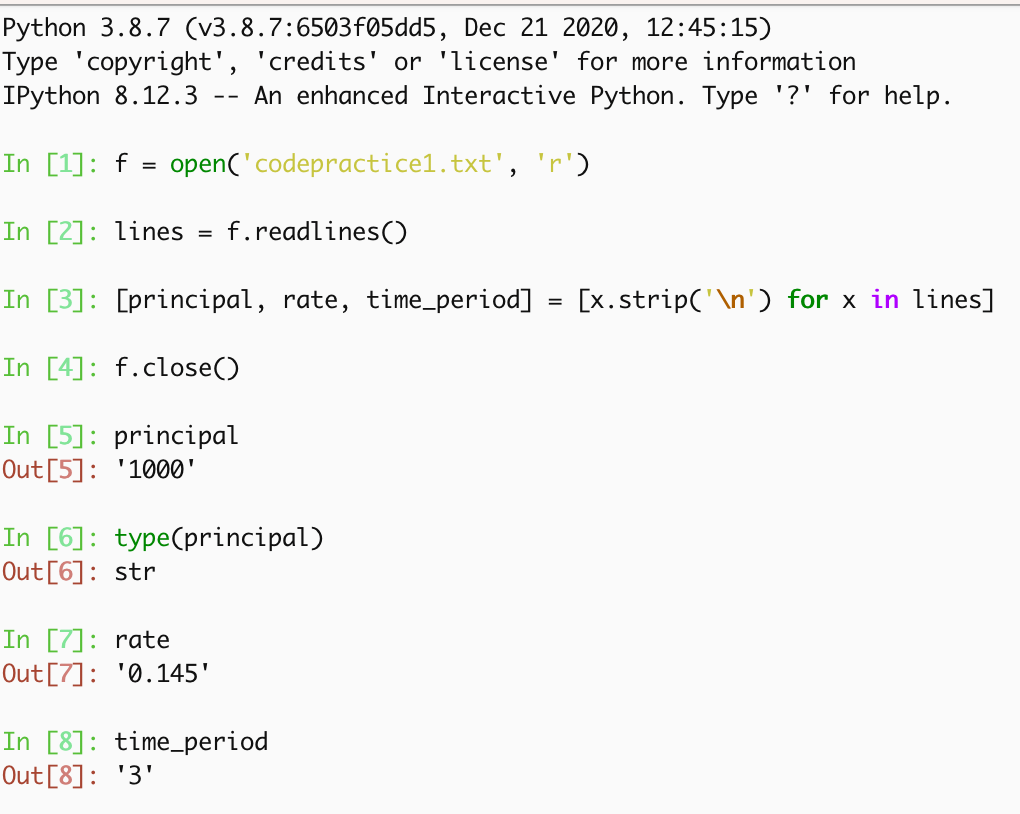 Python 3.8.7 (v3.8.7:6503f05dd5, Dec 21 2020, 12:45:15)
Type 'copyright', 'credits' or 'license' for more information
IPython 8.12.3 -- An enhanced Interactive Python. Type '?' for help.
In [1]: f = open('codepractice1.txt', 'r')
In [2]: lines = f.readlines()
In [3]: [principal, rate, time_period] = [x.strip('\n') for x in lines]
In [4]: f.close()
In [5]: principal
Out[5]: '1000'
In [6]: type(principal)
Out[6]: str
In [7]: rate
Out[7]: '0.145'
In [8]: time_period
Out[8]: '3'